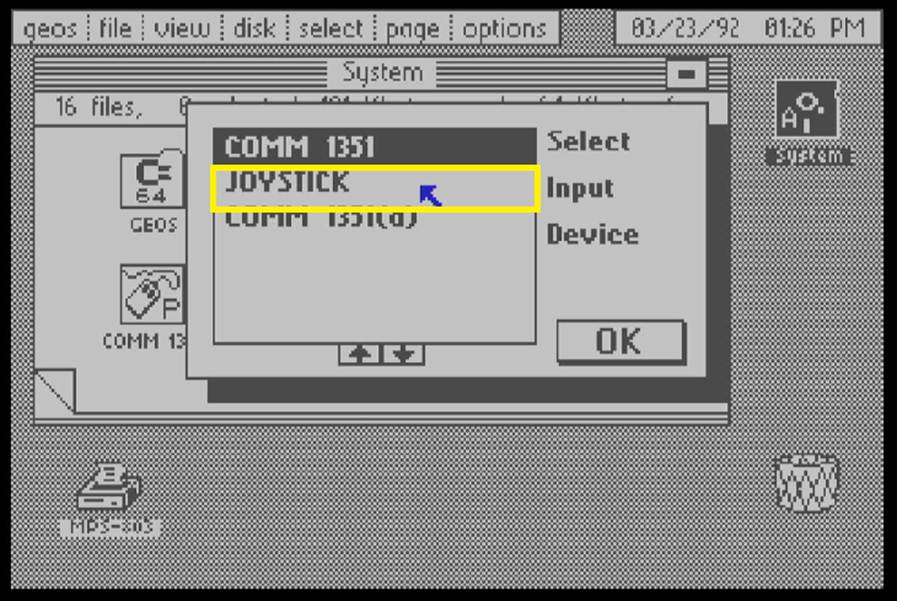 geos file view disk select page options
03/23/92 01:26 PM
System
16 files,
COMM 1351
JOYSTICK
COMM 1351(a)
Select
Input
Device
OK
C=
64
GEOS
P
COMM 13
A
system
MPS-803